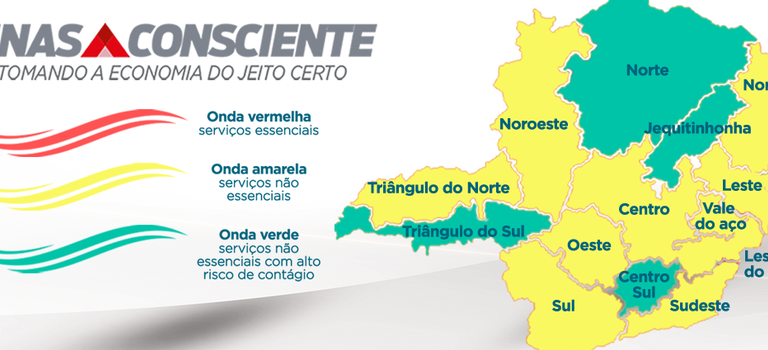 NAS CONSCIENTE
TOMANDO A ECONOMIA DO JEITO CERTO
Onda vermelha
serviços essenciais
Onda amarela
serviços não
essenciais
Onda verde
serviços não
essenciais com alto
risco de contágio
Norte
Nor
Noroeste
Jequitinhonha
Triângulo do Norte
Leste
Centro
Vale
do aço
Triângulo do Sul
Oeste
Les
do
Centro
Sul
Sul
Sudeste